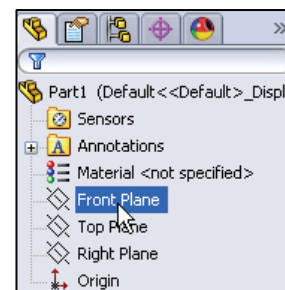 »
Part1 (Default<<Default>_Displ
Sensors
A Annotations
Material <not specified>
Front Plane
Top Plane
Right Plane
Origin